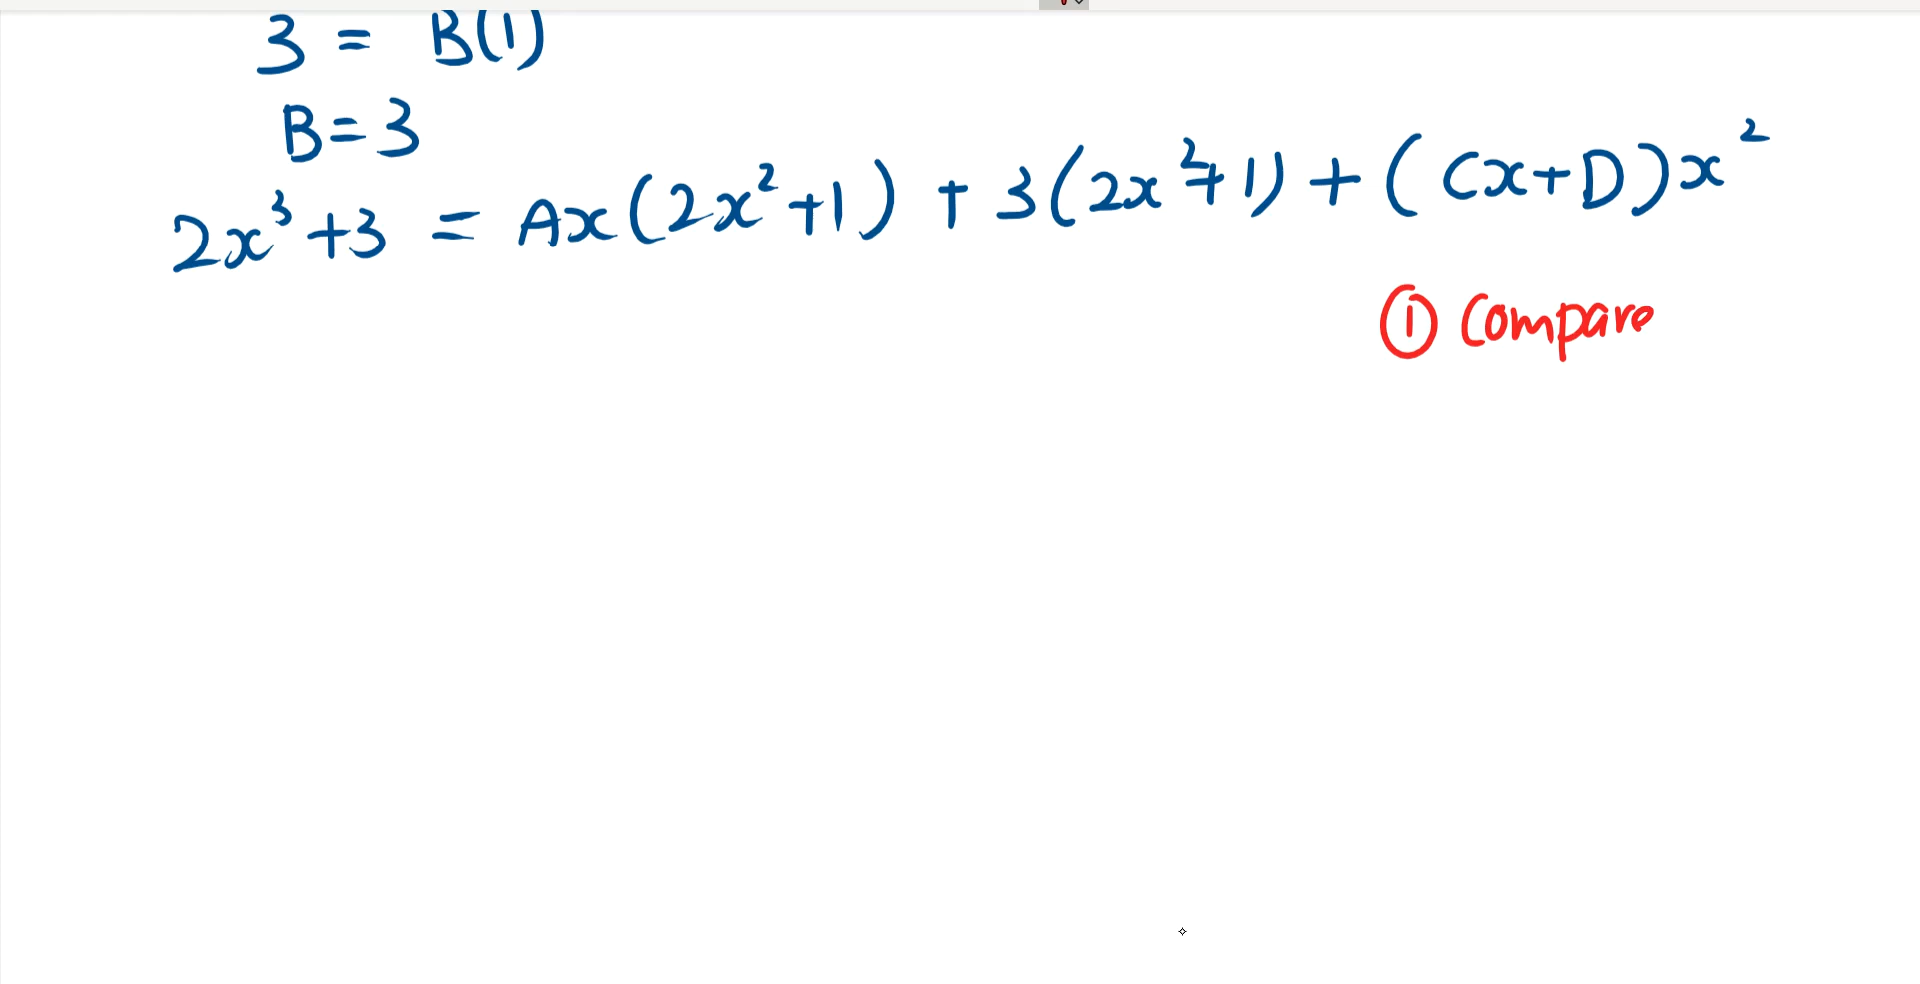 3 = B(1)
B=3
2x³+3 = Ax(2x²+1) + 3(2x²+1) + (Cx+D)x²
① Compare